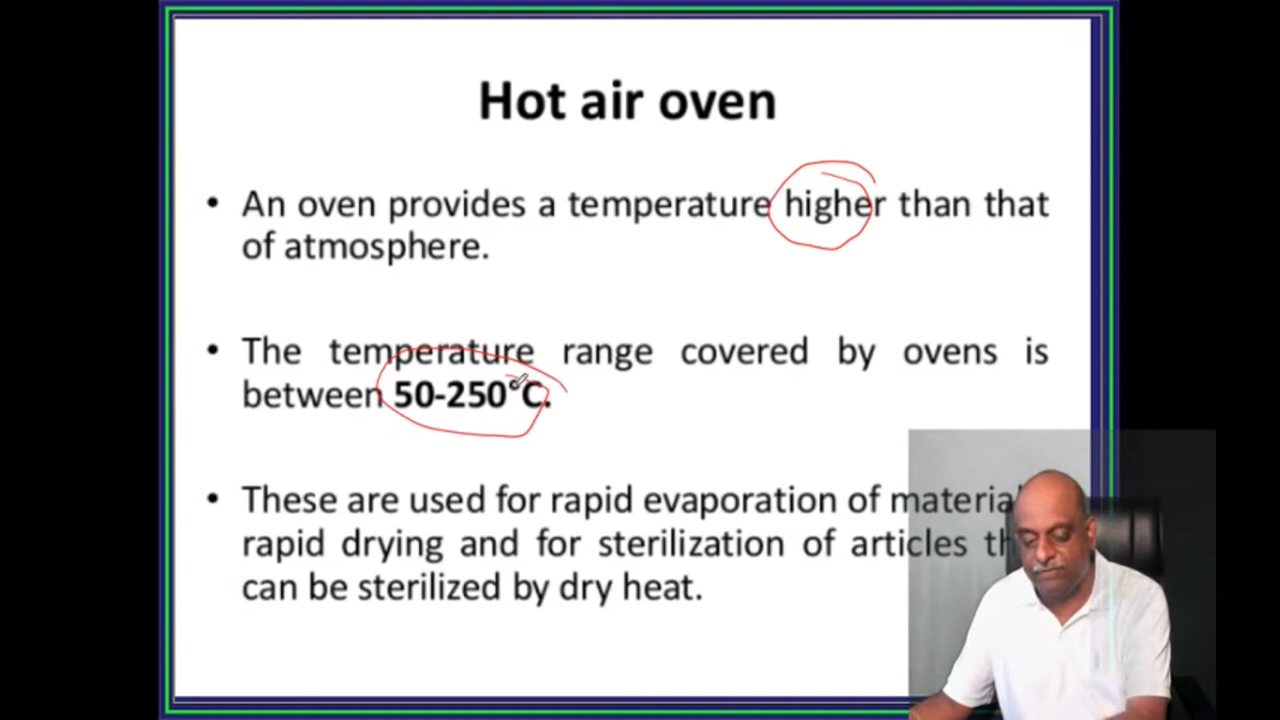 Hot air oven
• An oven provides a temperature higher than that
of atmosphere.
• The temperature range covered by ovens is
between 50-250°C.
• These are used for rapid evaporation of material
rapid drying and for sterilization of articles
can be sterilized by dry heat.